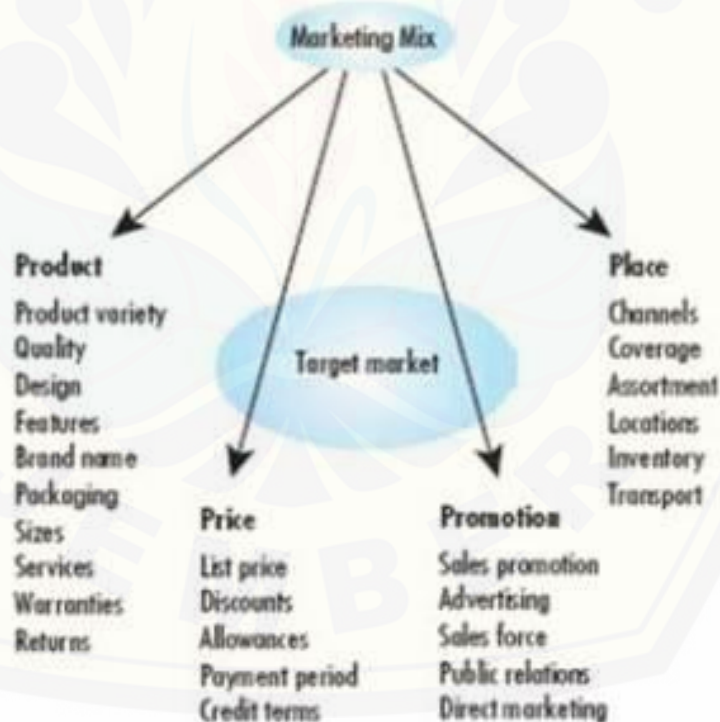 Marketing Mix
Target market
Product
Product variety
Quality
Design
Features
Brand name
Packaging
Sizes
Services
Warranties
Returns
Price
List price
Discounts
Allowances
Payment period
Credit terms
Promotion
Sales promotion
Advertising
Sales force
Public relations
Direct marketing
Place
Channels
Coverage
Assortment
Locations
Inventory
Transport